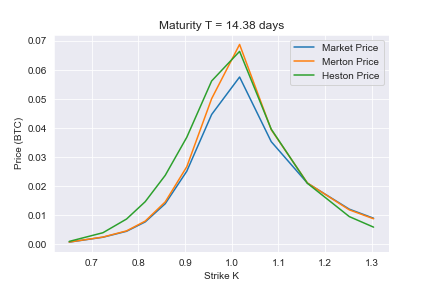 Maturity T = 14.38 days
Price (BTC)
0.07
0.06
0.05
0.04
0.03
0.02
0.01
0.00
Market Price
Merton Price
Heston Price
0.7 0.8 0.9 1.0 1.1 1.2 1.3
Strike K